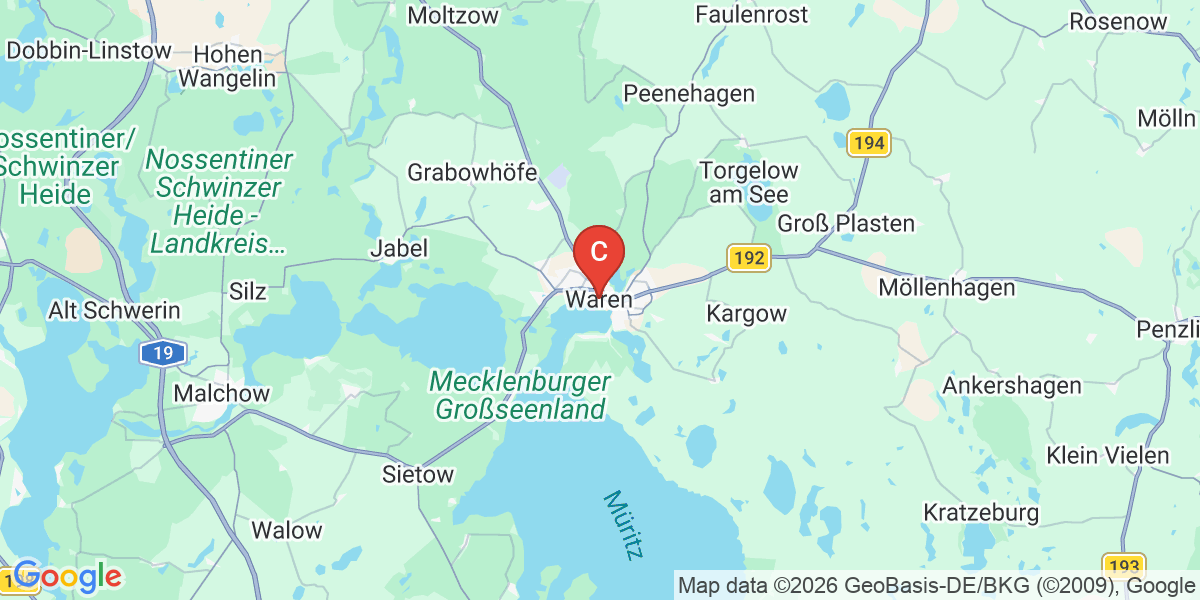 Moltzow
Faulenrost
Rosenow
Dobbin-Linstow
Hohen
Wangelin
Peenehagen
Mölln
194
ossentiner/
Schwinzer
Heide
Nossentiner
Schwinzer
Heide -
Landkreis...
Grabowhöfe
Torgelow
am See
Groß Plasten
Jabel
C
192
Silz
Waren
Möllenhagen
Alt Schwerin
Kargow
Penzli
19
Malchow
Mecklenburger
Großseenland
Ankershagen
Sietow
Klein Vielen
Müritz
Kratzeburg
Walow
193
Google
Map data ©2026 GeoBasis-DE/BKG (©2009), Google